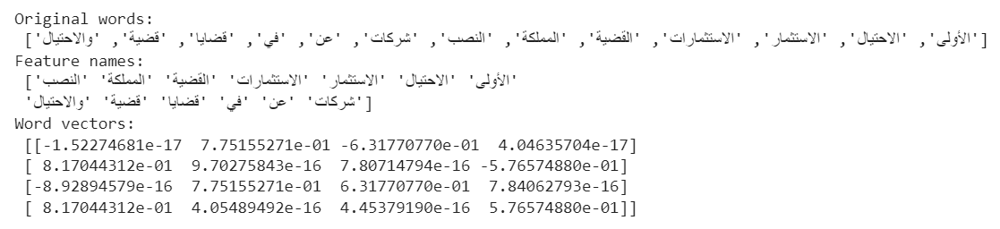 Original words:
['الأولى', 'الاحتيال', 'الاستثمار', 'الاستثمارات', 'القضية', 'المملكة', 'النصب', 'شركات', 'عن', 'في', 'قضايا', 'قضية', 'والاحتيال']
Feature names:
['الأولى' 'الاحتيال' 'الاستثمار' 'الاستثمارات' 'القضية' 'المملكة' 'النصب'
'شركات' 'عن' 'في' 'قضايا' 'قضية' 'والاحتيال']
Word vectors:
[[-1.52274681e-17 7.75155271e-01 -6.31770770e-01 4.04635704e-17]
[ 8.17044312e-01 9.70275843e-16 7.80714794e-16 -5.76574880e-01]
[-8.92894579e-16 7.75155271e-01 6.31770770e-01 7.84062793e-16]
[ 8.17044312e-01 4.05489492e-16 4.45379190e-16 5.76574880e-01]]